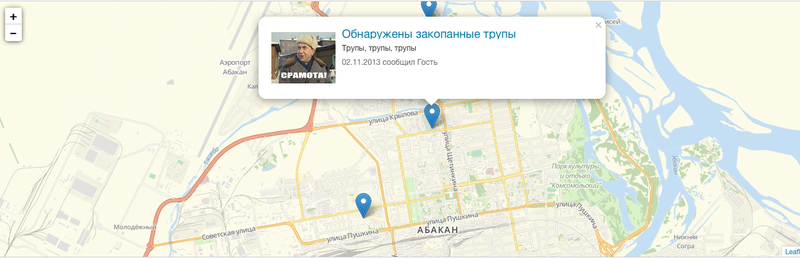 +
−
×
Обнаружены закопанные трупы
Трупы, трупы, трупы
02.11.2013 сообщил Гость
СРАМОТА!
Аэропорт
Абакан
улица Крылова
улица Щетинкина
Ташеба
Парк культуры
и отдыха
Комсомольский
Молодёжный
Советская улица
улица Пушкина
улица Пушкина
улица Пушкина
АБАКАН
Нижняя
Согра
Leafl